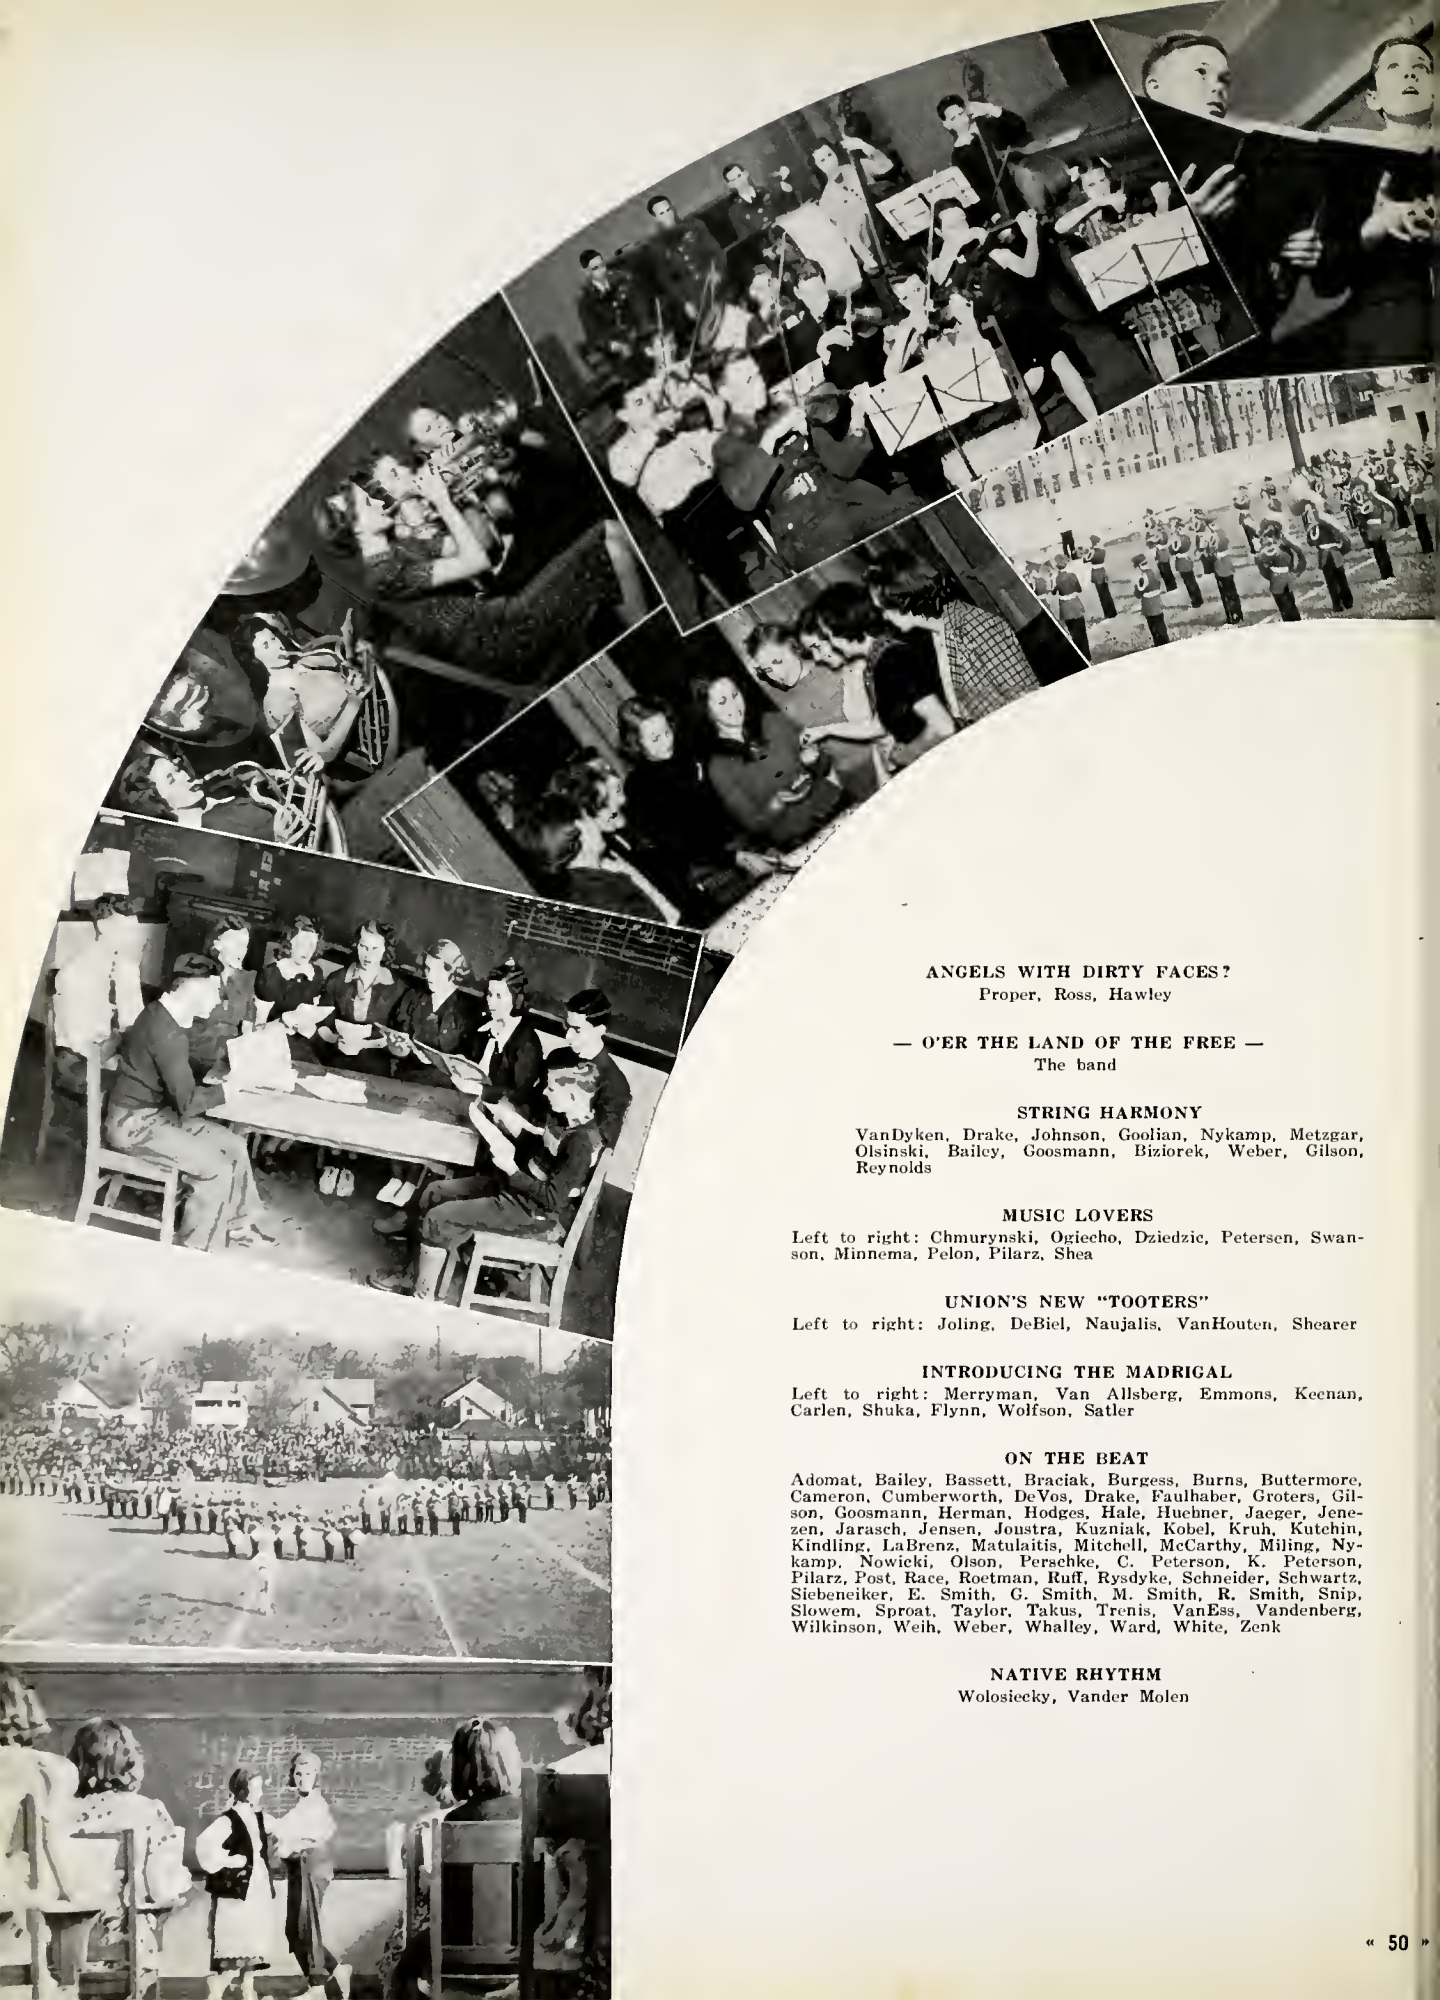 ANGELS WITH DIRTY FACES?
Proper, Ross, Hawley
— O'ER THE LAND OF THE FREE —
The band
STRING HARMONY
VanDyken, Drake, Johnson, Goolian, Nykamp, Metzgar,
Olsinski, Bailey, Goosmann, Biziorek, Weber, Gilson,
Reynolds
MUSIC LOVERS
Left to right: Chmurynski, Ogiecho, Dziedzic, Petersen, Swan-
son, Minnema, Pelon, Pilarz, Shea
UNION'S NEW "TOOTERS"
Left to right: Joling, DeBiel, Naujalis, VanHouten, Shearer
INTRODUCING THE MADRIGAL
Left to right: Merryman, Van Allsberg, Emmons, Keenan,
Carlen, Shuka, Flynn, Wolfson, Satler
ON THE BEAT
Adomat, Bailey, Bassett, Braciak, Burgess, Burns, Buttermore,
Cameron, Cumberworth, DeVos, Drake, Faulhaber, Groters, Gil-
son, Goosmann, Herman, Hodges, Hale, Huebner, Jaeger, Jene-
zen, Jarasch, Jensen, Joustra, Kuzniak, Kobel, Kruh, Kutchin,
Kindling, LaBrenz, Matulaitis, Mitchell, McCarthy, Miling, Ny-
kamp, Nowicki, Olson, Perschke, C. Peterson, K. Peterson,
Pilarz, Post, Race, Roetman, Ruff, Rysdyke, Schneider, Schwartz,
Siebeneiker, E. Smith, G. Smith, M. Smith, R. Smith, Snip,
Slowem, Sproat, Taylor, Takus, Trenis, VanEss, Vandenberg,
Wilkinson, Weih, Weber, Whalley, Ward, White, Zenk
NATIVE RHYTHM
Wolosiecky, Vander Molen
« 50 »